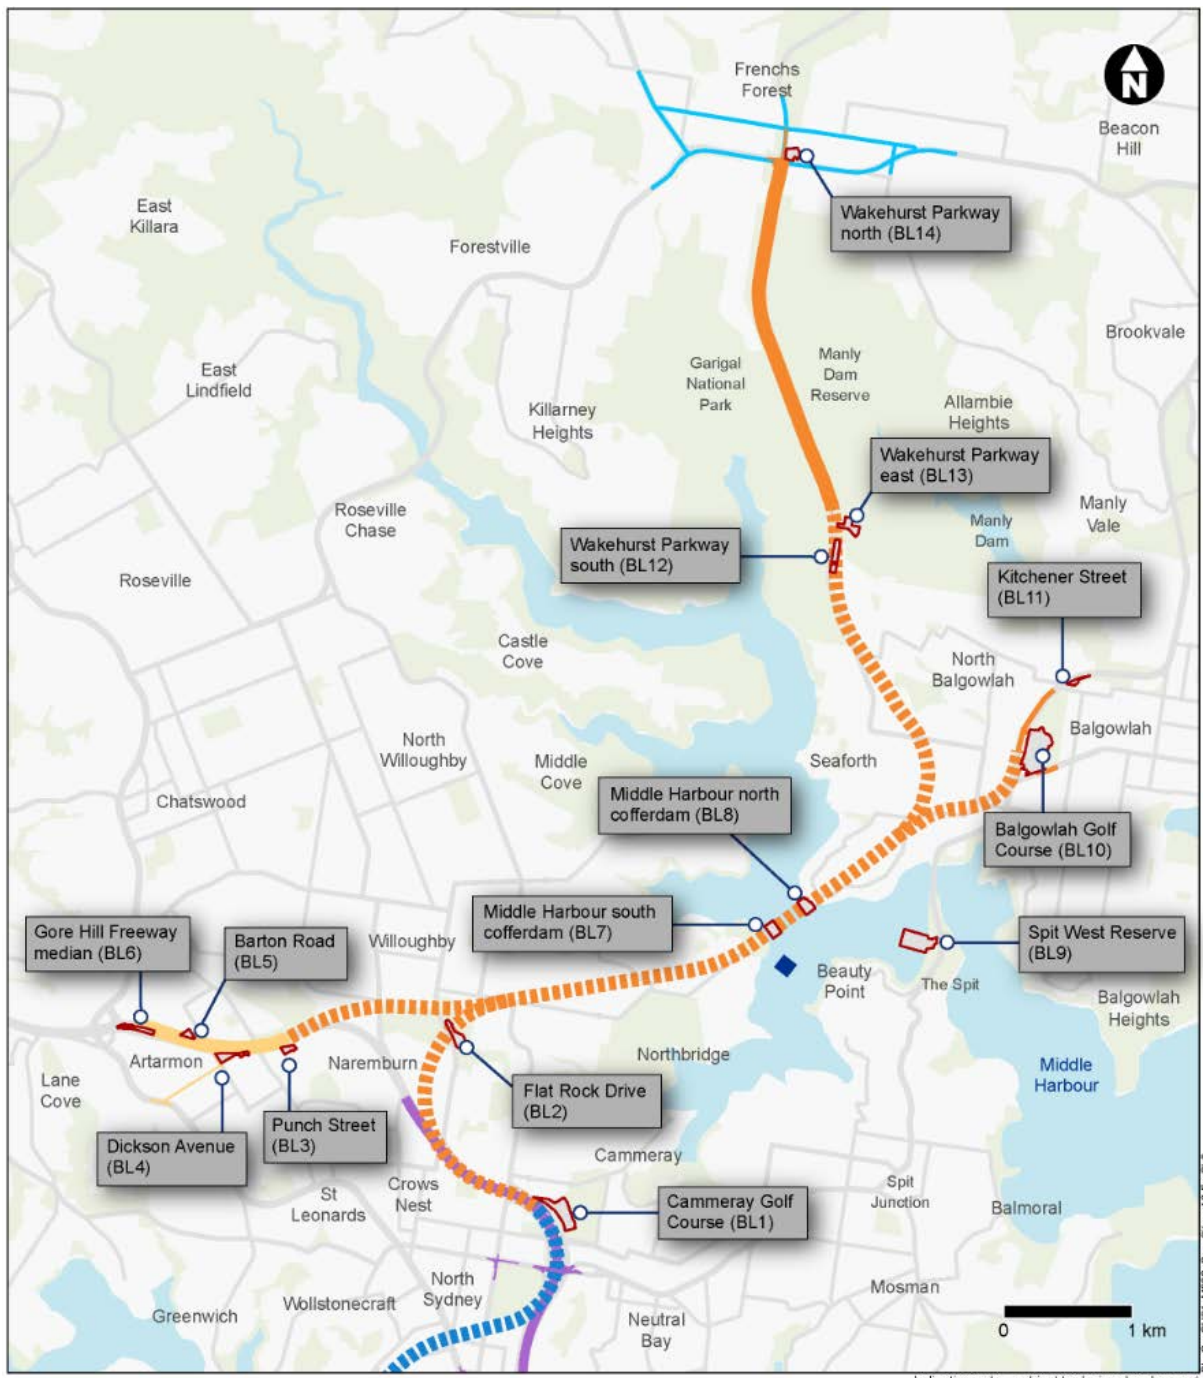 Frenchs
Forest
N
Beacon
Hill
East
Killara
Wakehurst Parkway
north (BL14)
Forestville
Brookvale
East
Lindfield
Garigal
National
Park
Manly
Dam
Reserve
Killarney
Heights
Allambie
Heights
Wakehurst Parkway
east (BL13)
Roseville
Chase
Manly
Vale
Manly
Dam
Wakehurst Parkway
south (BL12)
Roseville
Kitchener Street
(BL11)
Castle
Cove
North
Balgowlah
Balgowlah
North
Willoughby
Middle
Cove
Seaforth
Chatswood
Middle Harbour north
cofferdam (BL8)
Balgowlah Golf
Course (BL10)
Gore Hill Freeway
median (BL6)
Barton Road
(BL5)
Willoughby
Middle Harbour south
cofferdam (BL7)
Spit West Reserve
(BL9)
Beauty
Point
The Spit
Balgowlah
Heights
Artarmon
Naremburn
Northbridge
Middle
Harbour
Lane
Cove
Flat Rock Drive
(BL2)
Punch Street
(BL3)
Dickson Avenue
(BL4)
Cammeray
Crows
Nest
St
Leonards
Spit
Junction
Balmoral
Cammeray Golf
Course (BL1)
North
Sydney
Mosman
Wollstonecraft
Greenwich
Neutral
Bay
0 1 km